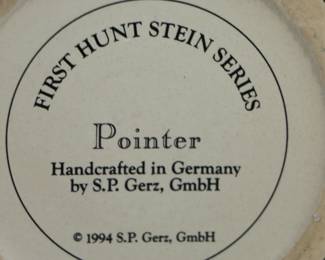 FIRST HUNT STEIN SERIES
Pointer
Handcrafted in Germany
by S.P. Gerz, GmbH
© 1994 S.P. Gerz, GmbH